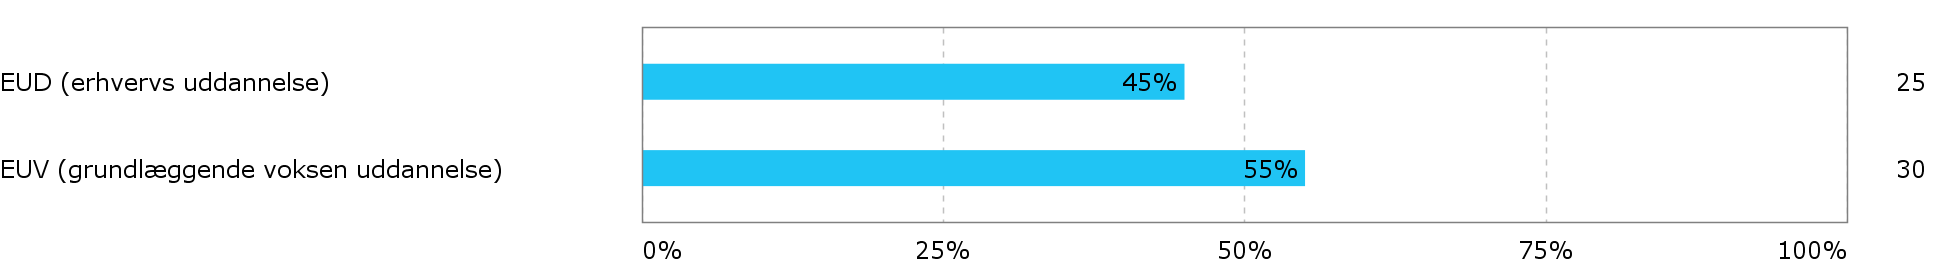 EUD (erhvervs uddannelse) 45% 25
EUV (grundlæggende voksen uddannelse) 55% 30
0% 25% 50% 75% 100%